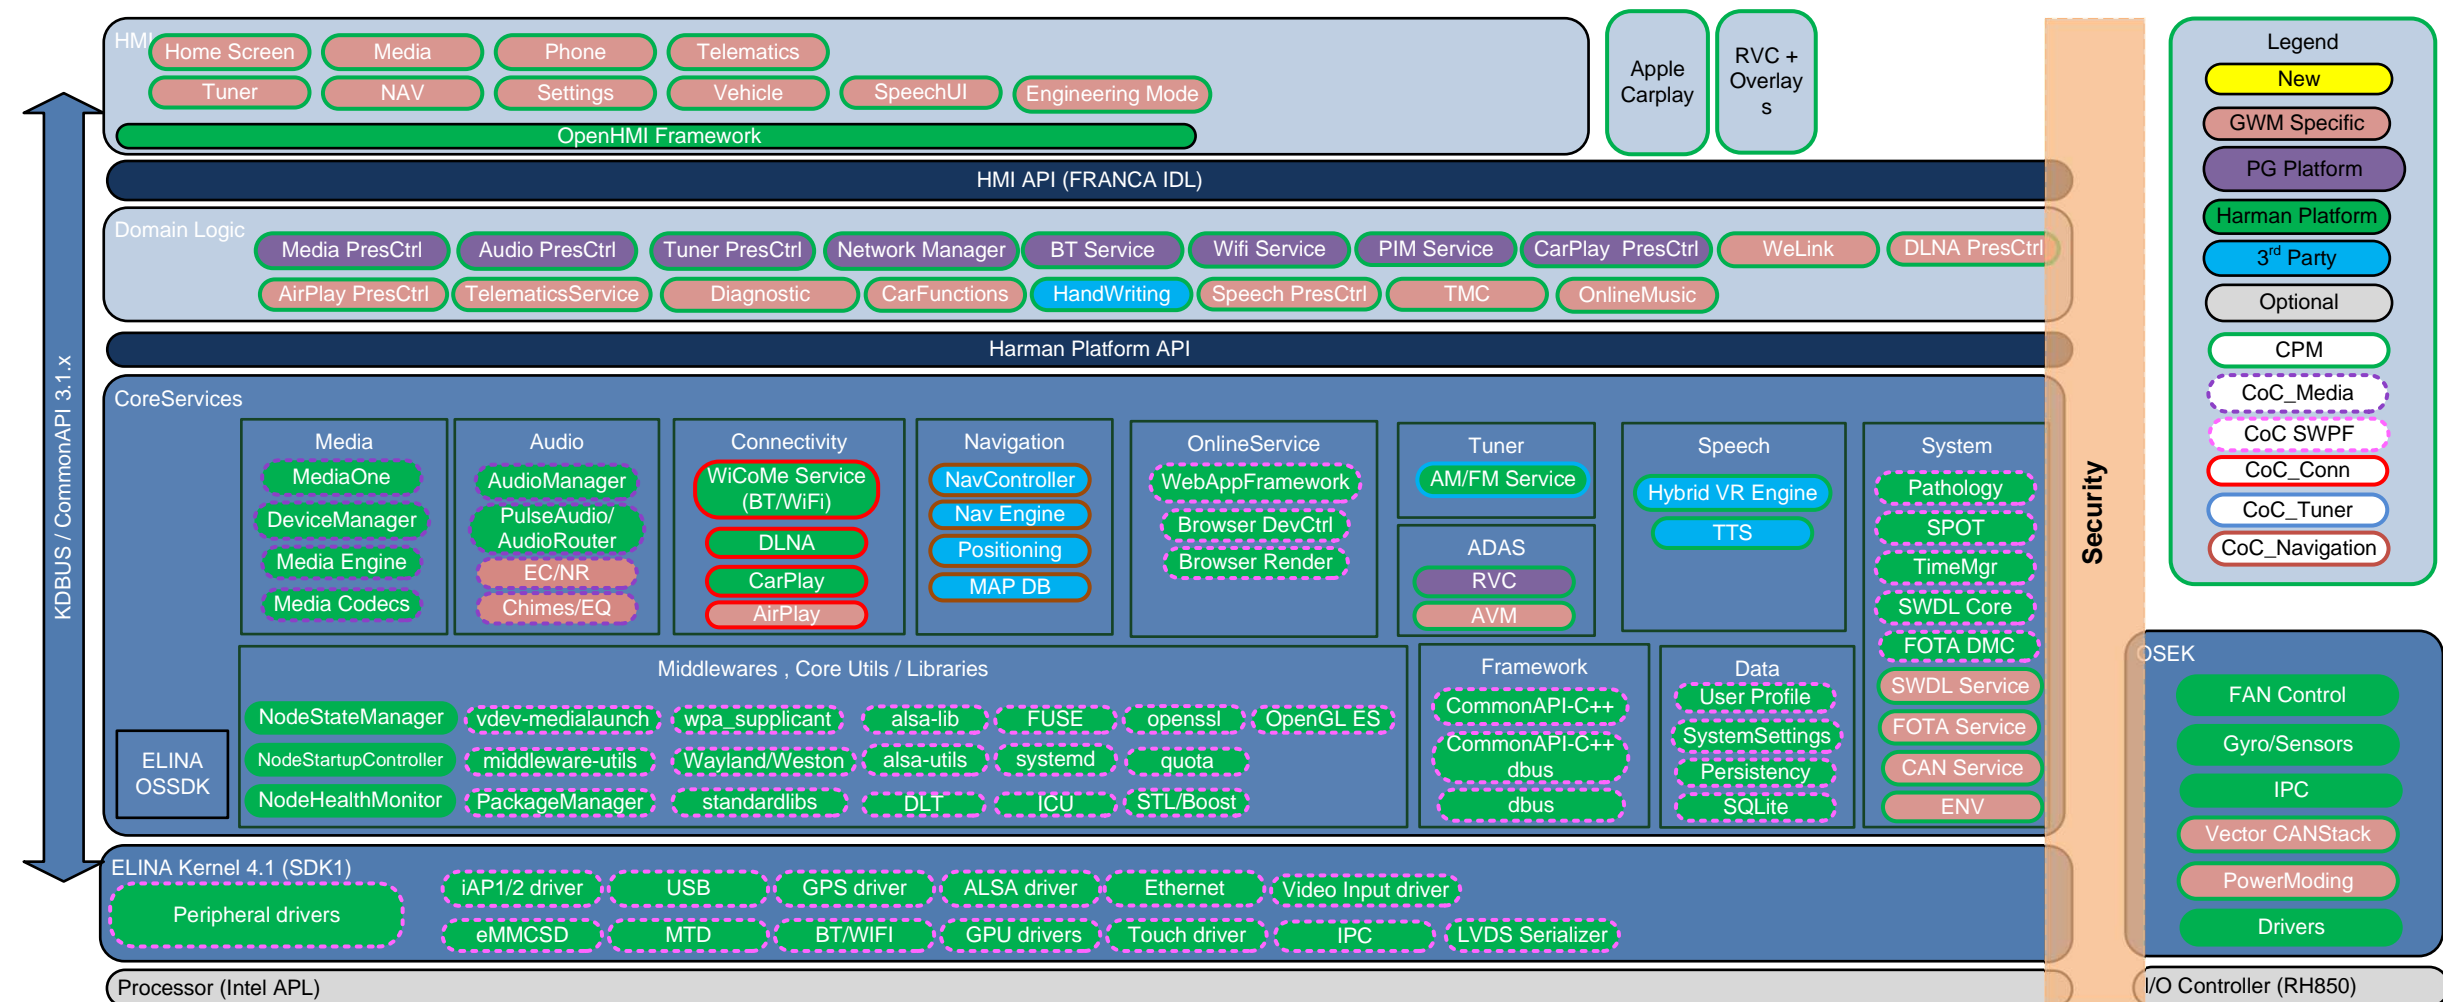 HMI
Home Screen
Media
Phone
Telematics
Tuner
NAV
Settings
Vehicle
SpeechUI
Engineering Mode
OpenHMI Framework
Apple
Carplay
RVC +
Overlay
s
HMI API (FRANCA IDL)
Domain Logic
Media PresCtrl
Audio PresCtrl
Tuner PresCtrl
Network Manager
BT Service
Wifi Service
PIM Service
CarPlay PresCtrl
WeLink
DLNA PresCtrl
AirPlay PresCtrl
TelematicsService
Diagnostic
CarFunctions
HandWriting
Speech PresCtrl
TMC
OnlineMusic
Harman Platform API
KDBUS / CommonAPI 3.1.x
CoreServices
Media
MediaOne
DeviceManager
Media Engine
Media Codecs
Audio
AudioManager
PulseAudio/
AudioRouter
EC/NR
Chimes/EQ
Connectivity
WiCoMe Service
(BT/WiFi)
DLNA
CarPlay
AirPlay
Navigation
NavController
Nav Engine
Positioning
MAP DB
OnlineService
WebAppFramework
Browser DevCtrl
Browser Render
Tuner
AM/FM Service
ADAS
RVC
AVM
Speech
Hybrid VR Engine
TTS
System
Pathology
SPOT
TimeMgr
SWDL Core
FOTA DMC
SWDL Service
FOTA Service
CAN Service
ENV
ELINA
OSSDK
Middlewares , Core Utils / Libraries
NodeStateManager
vdev-medialaunch
wpa_supplicant
alsa-lib
FUSE
openssl
OpenGL ES
NodeStartupController
middleware-utils
Wayland/Weston
alsa-utils
systemd
quota
NodeHealthMonitor
PackageManager
standardlibs
DLT
ICU
STL/Boost
Framework
CommonAPI-C++
CommonAPI-C++
dbus
dbus
Data
User Profile
SystemSettings
Persistency
SQLite
ELINA Kernel 4.1 (SDK1)
Peripheral drivers
iAP1/2 driver
USB
GPS driver
ALSA driver
Ethernet
Video Input driver
eMMCSD
MTD
BT/WIFI
GPU drivers
Touch driver
IPC
LVDS Serializer
Processor (Intel APL)
Security
Legend
New
GWM Specific
PG Platform
Harman Platform
3rd Party
Optional
CPM
CoC_Media
CoC SWPF
CoC_Conn
CoC_Tuner
CoC_Navigation
OSEK
FAN Control
Gyro/Sensors
IPC
Vector CANStack
PowerModing
Drivers
I/O Controller (RH850)